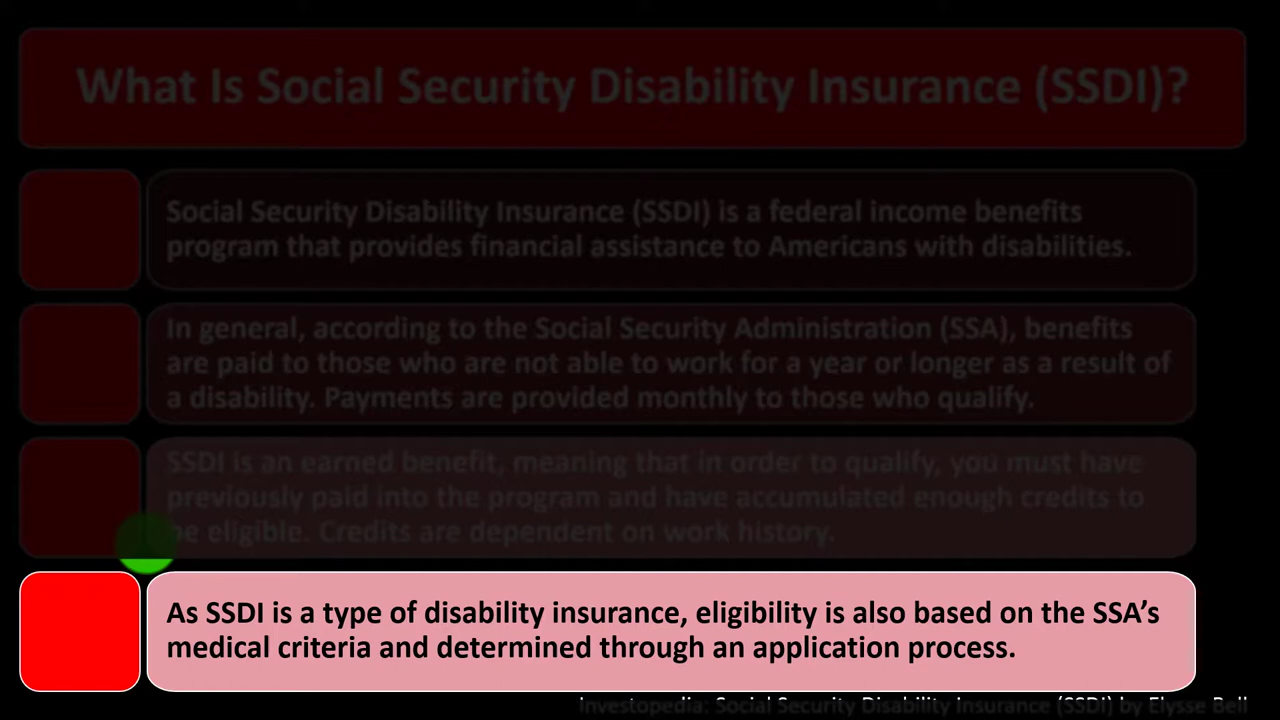 What Is Social Security Disability Insurance (SSDI)?
Social Security Disability Insurance (SSDI) is a federal income benefits
program that provides financial assistance to Americans with disabilities.
In general, according to the Social Security Administration (SSA), benefits
are paid to those who are not able to work for a year or longer as a result of
a disability. Payments are provided monthly to those who qualify.
SSDI is an earned benefit, meaning that in order to qualify, you must have
previously paid into the program and have accumulated enough credits to
be eligible. Credits are dependent on work history.
As SSDI is a type of disability insurance, eligibility is also based on the SSA’s
medical criteria and determined through an application process.
Investopedia: Social Security Disability Insurance (SSDI) by Elysse Bell